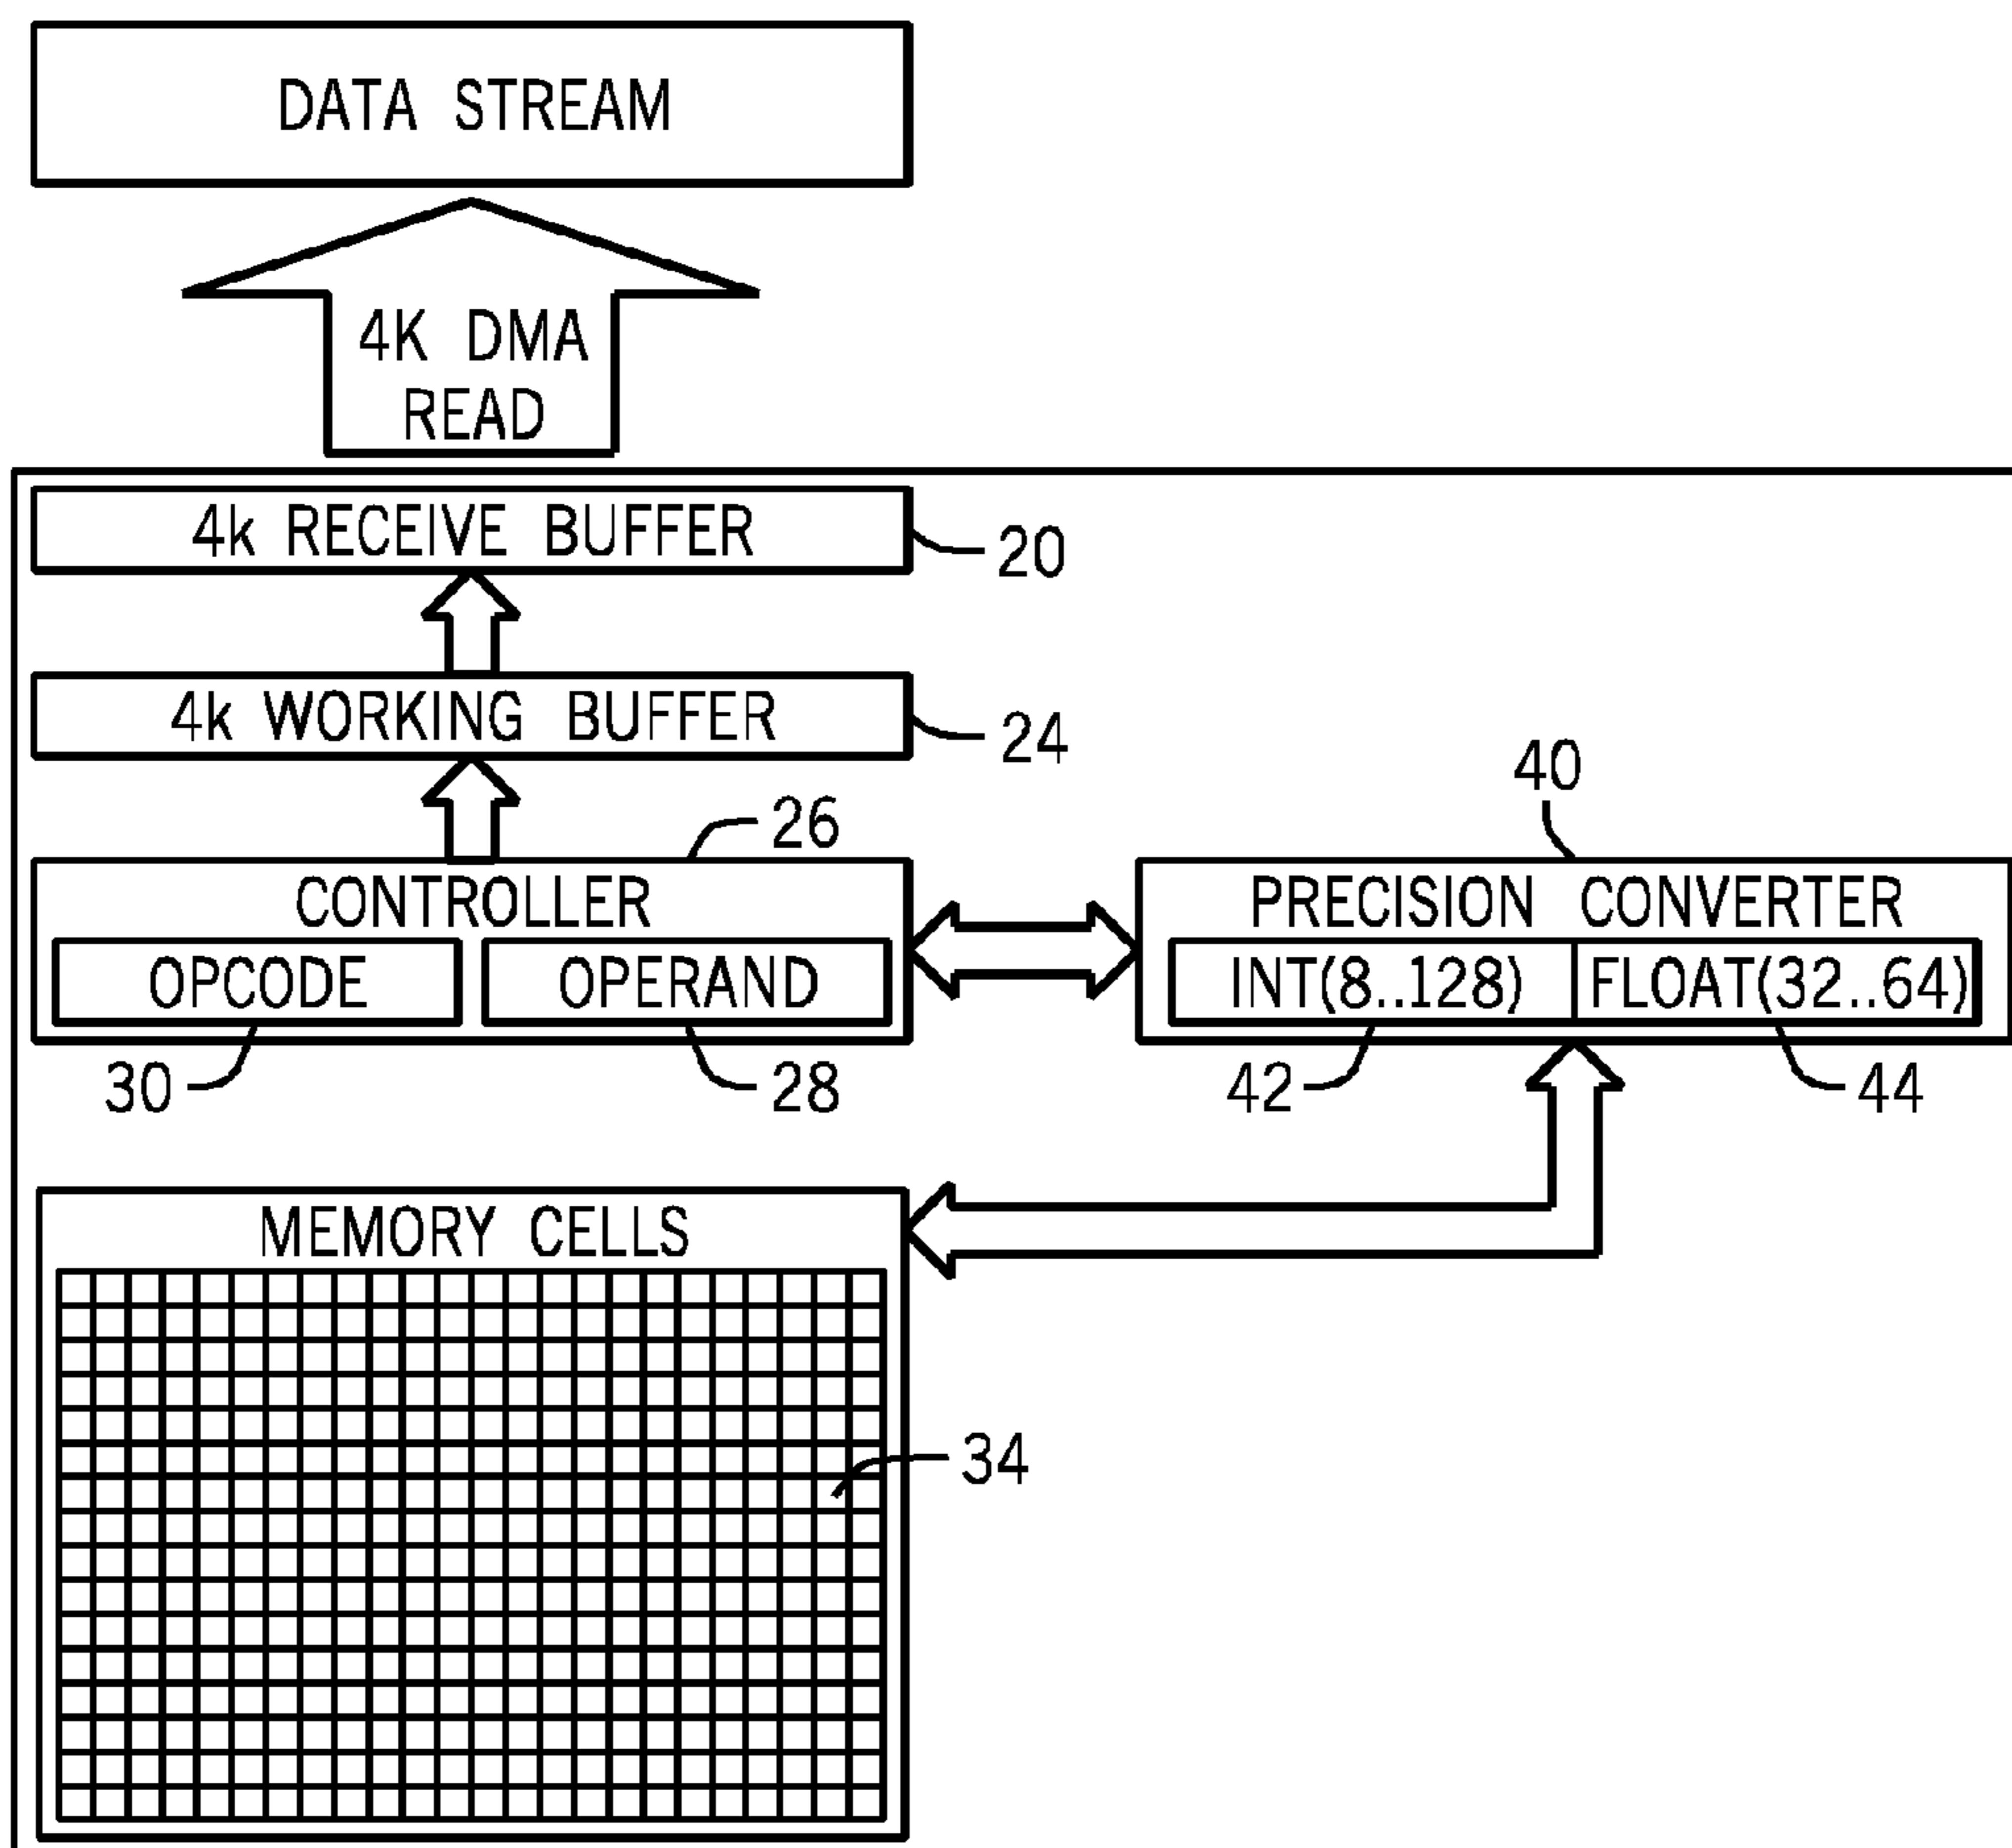 DATA STREAM
4K DMA
READ
4k RECEIVE BUFFER
20
4k WORKING BUFFER
24
26
40
CONTROLLER
PRECISION CONVERTER
OPCODE
OPERAND
INT(8..128)
FLOAT(32..64)
30
28
42
44
MEMORY CELLS
34